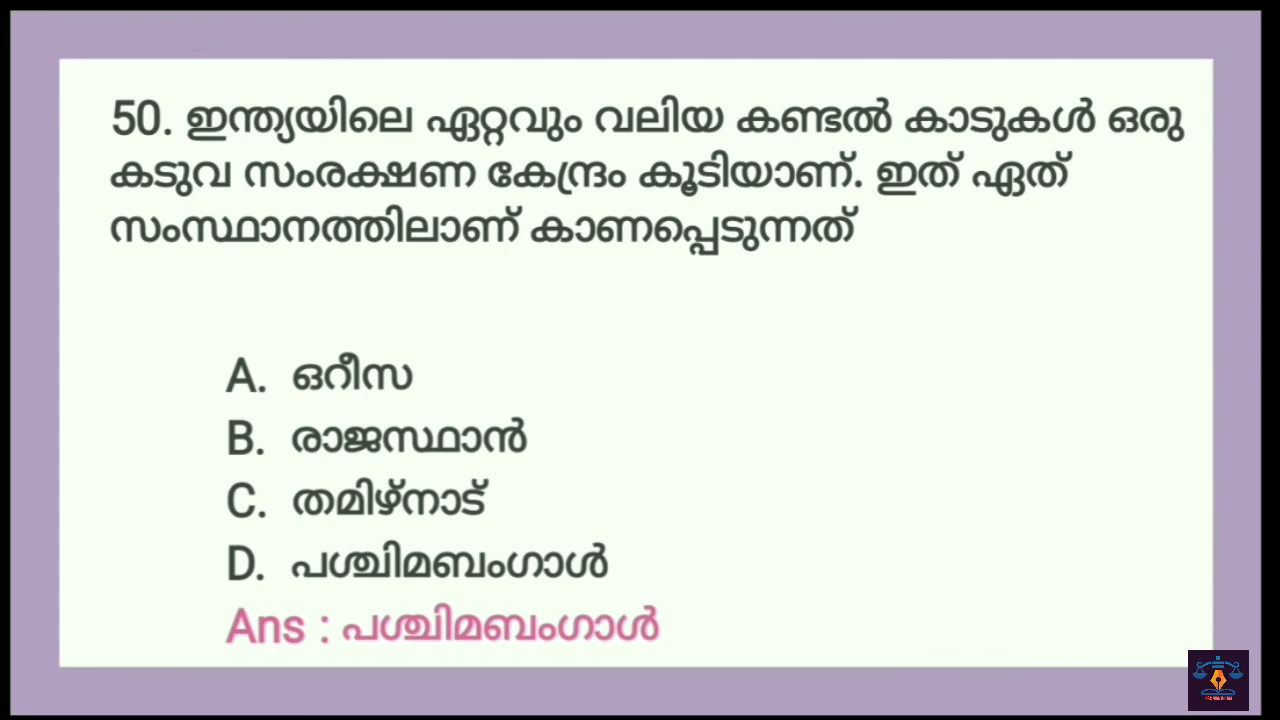 50. ഇന്ത്യയിലെ ഏറ്റവും വലിയ കണ്ടൽ കാടുകൾ ഒരു
കടുവ സംരക്ഷണ കേന്ദ്രം കൂടിയാണ്. ഇത് ഏത്
സംസ്ഥാനത്തിലാണ് കാണപ്പെടുന്നത്
A. ഒറീസ
B. രാജസ്ഥാൻ
C. തമിഴ്നാട്
D. പശ്ചിമബംഗാൾ
Ans : പശ്ചിമബംഗാൾ